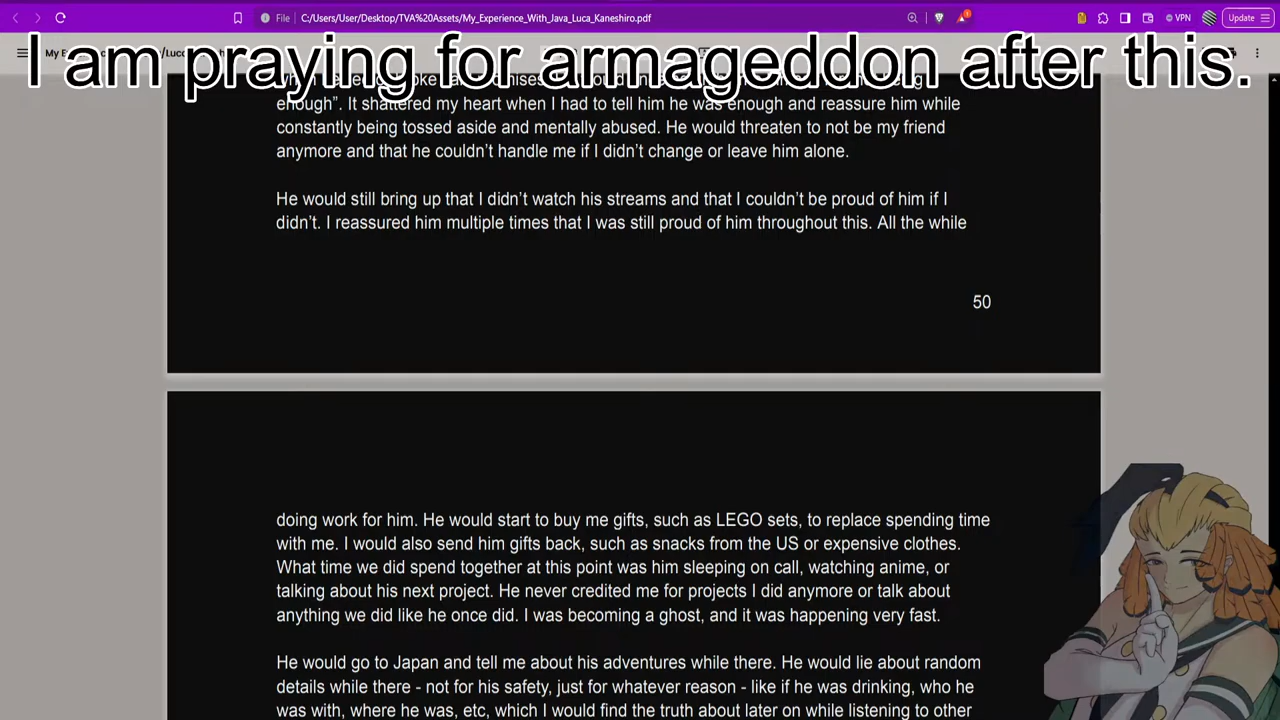 File C:/Users/User/Desktop/TVA%20Assets/My_Experience_With_Java_Luca_Kaneshiro.pdf
VPN
Update
I am praying for armageddon after this.
enough”. It shattered my heart when I had to tell him he was enough and reassure him while
constantly being tossed aside and mentally abused. He would threaten to not be my friend
anymore and that he couldn’t handle me if I didn’t change or leave him alone.
He would still bring up that I didn’t watch his streams and that I couldn’t be proud of him if I
didn’t. I reassured him multiple times that I was still proud of him throughout this. All the while
50
doing work for him. He would start to buy me gifts, such as LEGO sets, to replace spending time
with me. I would also send him gifts back, such as snacks from the US or expensive clothes.
What time we did spend together at this point was him sleeping on call, watching anime, or
talking about his next project. He never credited me for projects I did anymore or talk about
anything we did like he once did. I was becoming a ghost, and it was happening very fast.
He would go to Japan and tell me about his adventures while there. He would lie about random
details while there - not for his safety, just for whatever reason - like if he was drinking, who he
was with, where he was, etc, which I would find the truth about later on while listening to other